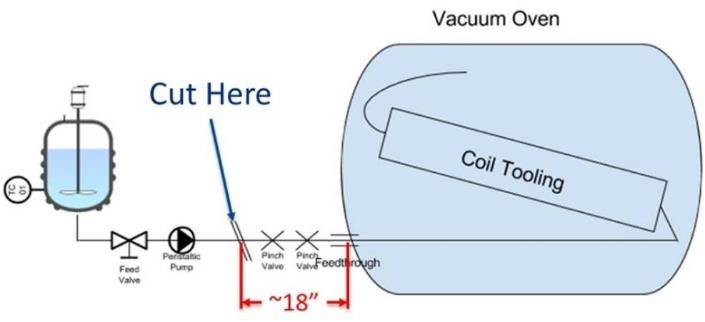 Vacuum Oven
Cut Here
Coil Tooling
TC
01
Feed
Valve
Peristaltic
Pump
Pinch
Valve
Pinch
Valve
Feedthrough
~18”